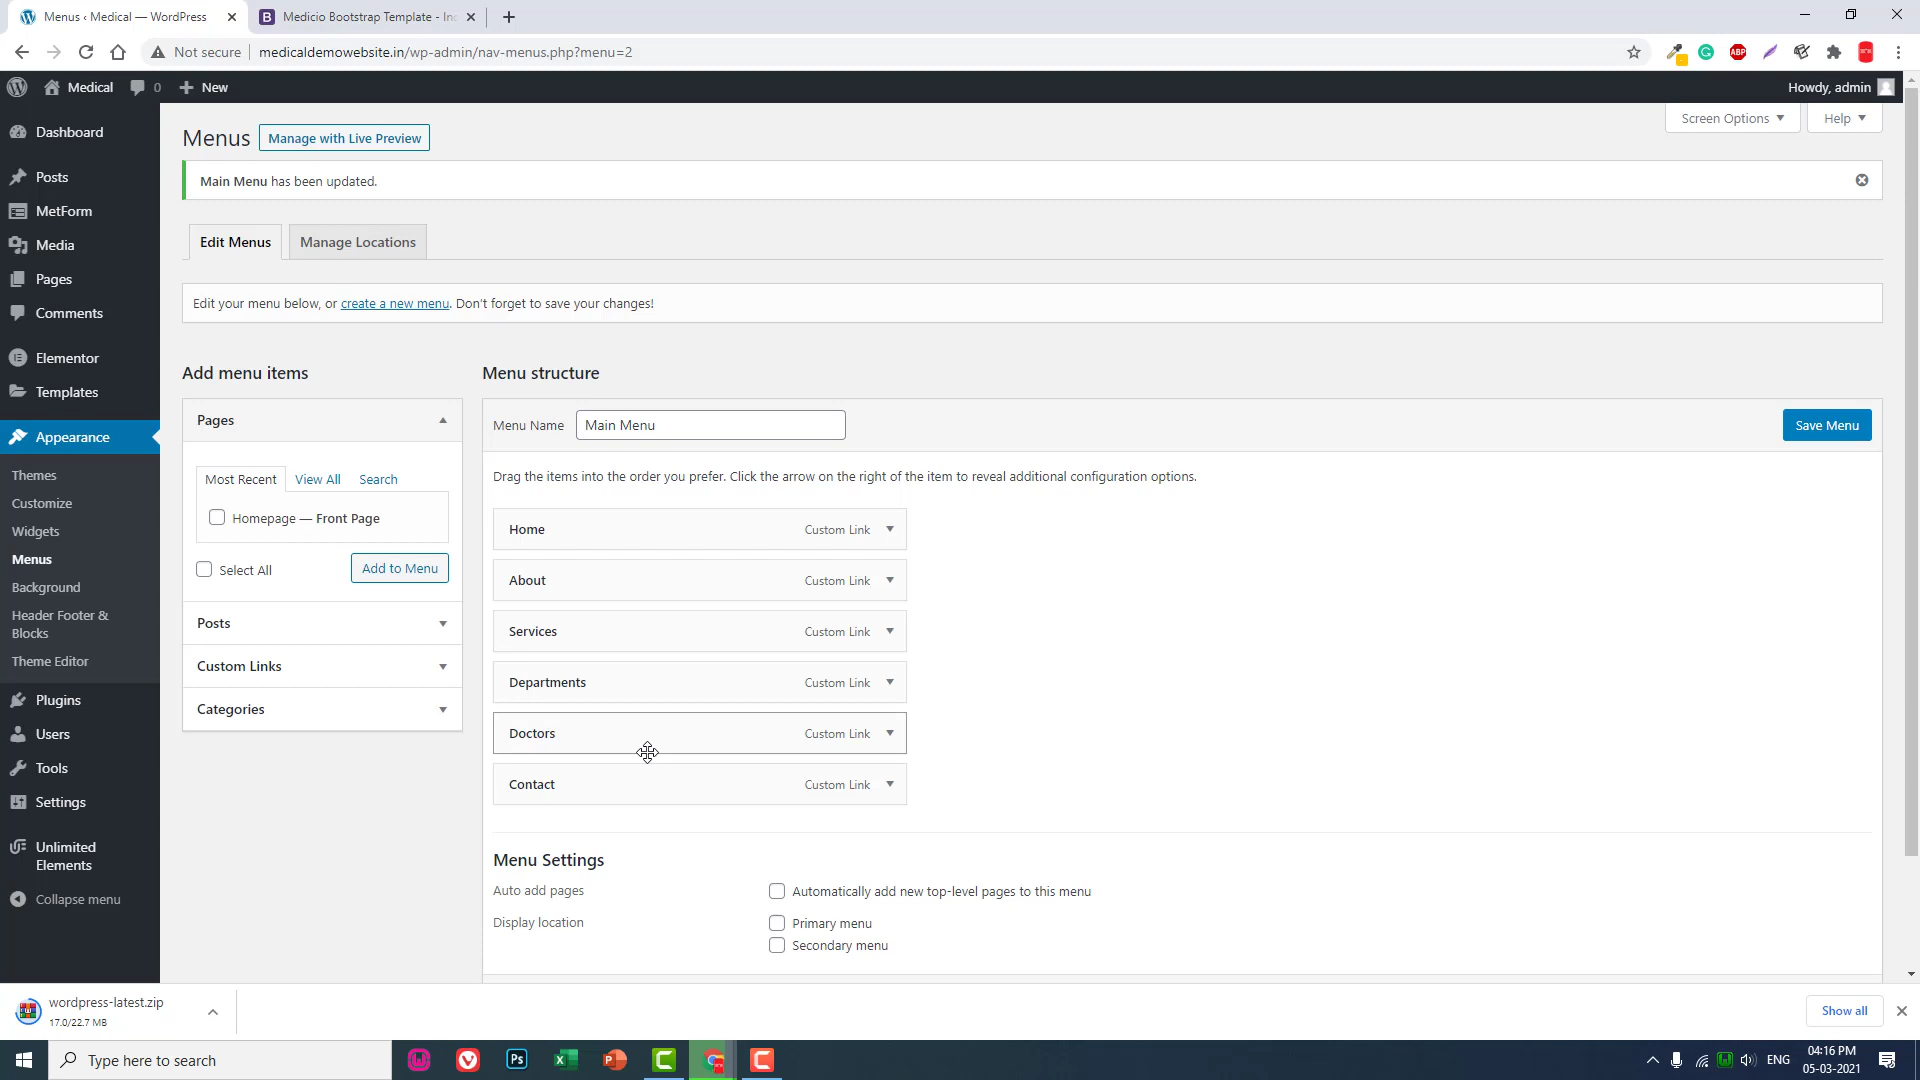 Menus ‹ Medical — WordPress
Medicio Bootstrap Template - Inc
Not secure
medicaldemowebsite.in/wp-admin/nav-menus.php?menu=2
ABP
Medical
0
New
Howdy, admin
Dashboard
Posts
MetForm
Media
Pages
Comments
Elementor
Templates
Appearance
Themes
Customize
Widgets
Menus
Background
Header Footer &
Blocks
Theme Editor
Plugins
Users
Tools
Settings
Unlimited
Elements
Collapse menu
Menus
Manage with Live Preview
Screen Options
Help
Main Menu has been updated.
Edit Menus
Manage Locations
Edit your menu below, or create a new menu. Don't forget to save your changes!
Add menu items
Pages
Most Recent
View All
Search
Homepage — Front Page
Select All
Add to Menu
Posts
Custom Links
Categories
Menu structure
Menu Name
Main Menu
Save Menu
Drag the items into the order you prefer. Click the arrow on the right of the item to reveal additional configuration options.
Home
Custom Link
About
Custom Link
Services
Custom Link
Departments
Custom Link
Doctors
Custom Link
Contact
Custom Link
Menu Settings
Auto add pages
Automatically add new top-level pages to this menu
Display location
Primary menu
Secondary menu
wordpress-latest.zip
17.0/22.7 MB
Show all
Type here to search
Ps
ENG
04:16 PM
05-03-2021